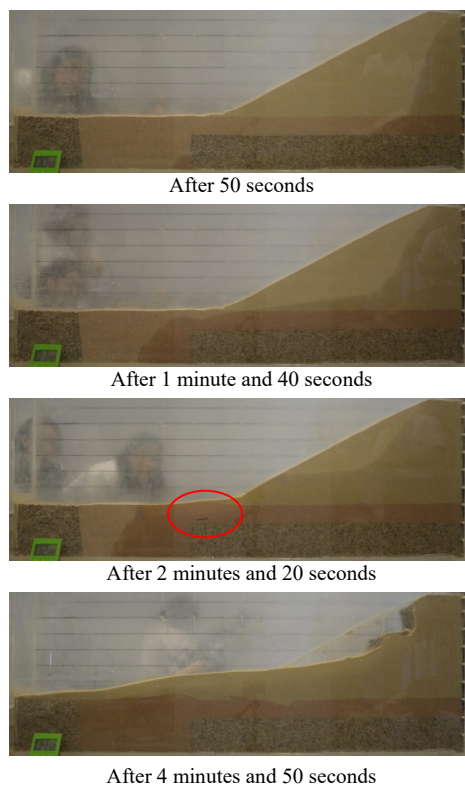 After 50 seconds
After 1 minute and 40 seconds
After 2 minutes and 20 seconds
After 4 minutes and 50 seconds